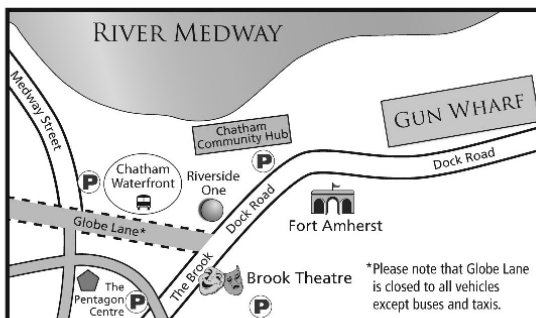 RIVER MEDWAY
Medway Street
GUN WHARF
Chatham
Community Hub
P
Dock Road
P
Chatham
Waterfront
Riverside
One
Dock Road
Fort Amherst
Globe Lane*
The Brook
Brook Theatre
The
Pentagon
Centre
P
P
*Please note that Globe Lane
is closed to all vehicles
except buses and taxis.